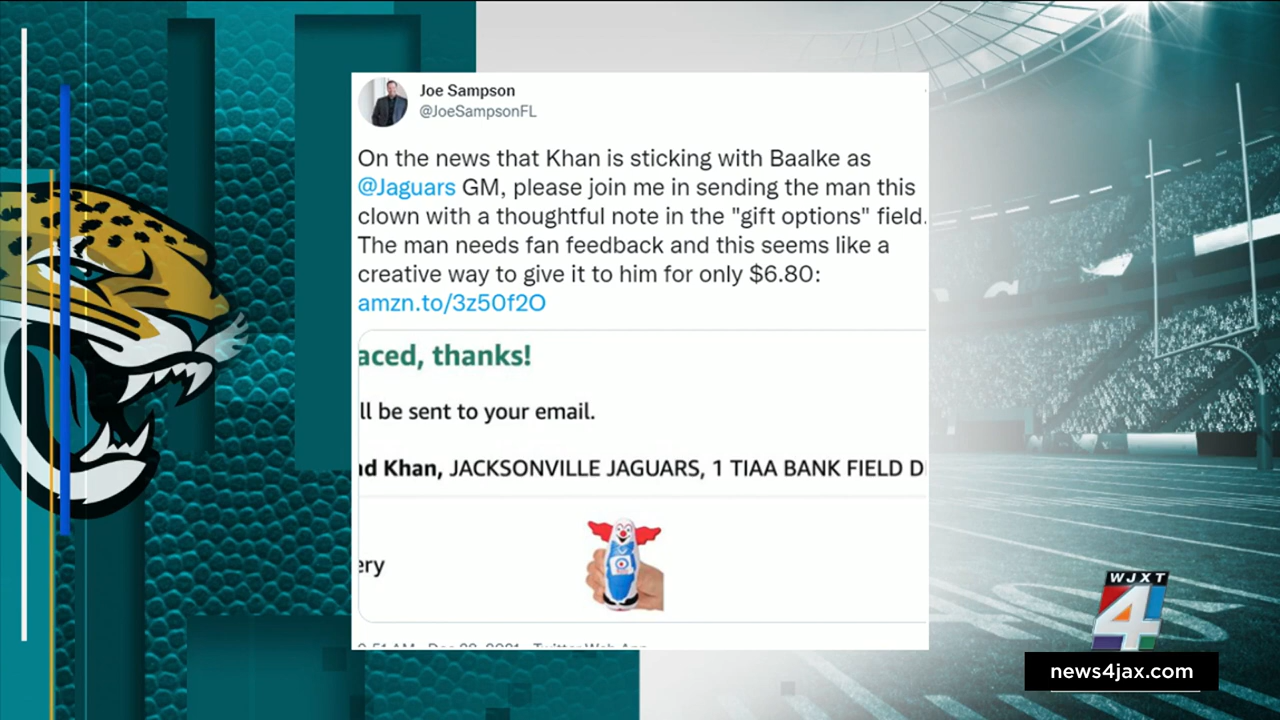 Joe Sampson
@JoeSampsonFL
On the news that Khan is sticking with Baalke as
@Jaguars GM, please join me in sending the man this
clown with a thoughtful note in the "gift options" field.
The man needs fan feedback and this seems like a
creative way to give it to him for only $6.80:
amzn.to/3z50f2O
aced, thanks!
ll be sent to your email.
d Khan, JACKSONVILLE JAGUARS, 1 TIAA BANK FIELD D
ery
WJXT
4
news4jax.com